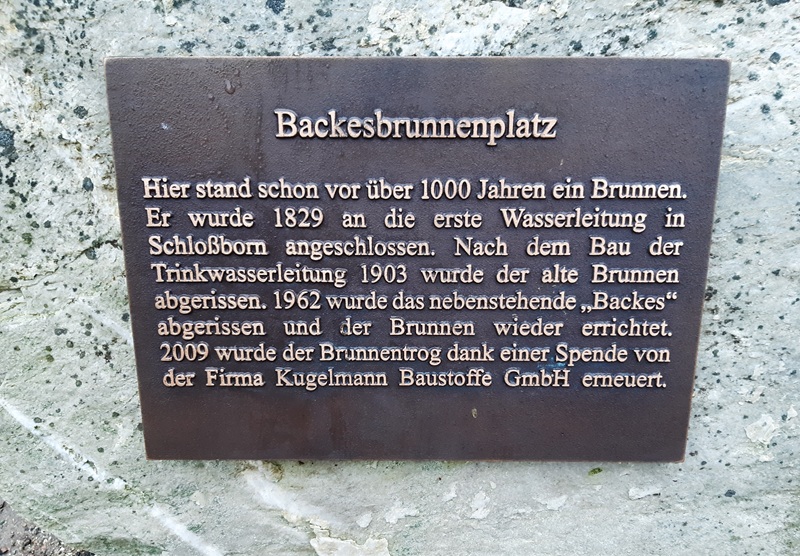 Backesbrunnenplatz
Hier stand schon vor über 1000 Jahren ein Brunnen.
Er wurde 1829 an die erste Wasserleitung in
Schloßborn angeschlossen. Nach dem Bau der
Trinkwasserleitung 1903 wurde der alte Brunnen
abgerissen. 1962 wurde das nebenstehende „Backes“
abgerissen und der Brunnen wieder errichtet.
2009 wurde der Brunnentrog dank einer Spende von
der Firma Kugelmann Baustoffe GmbH erneuert.